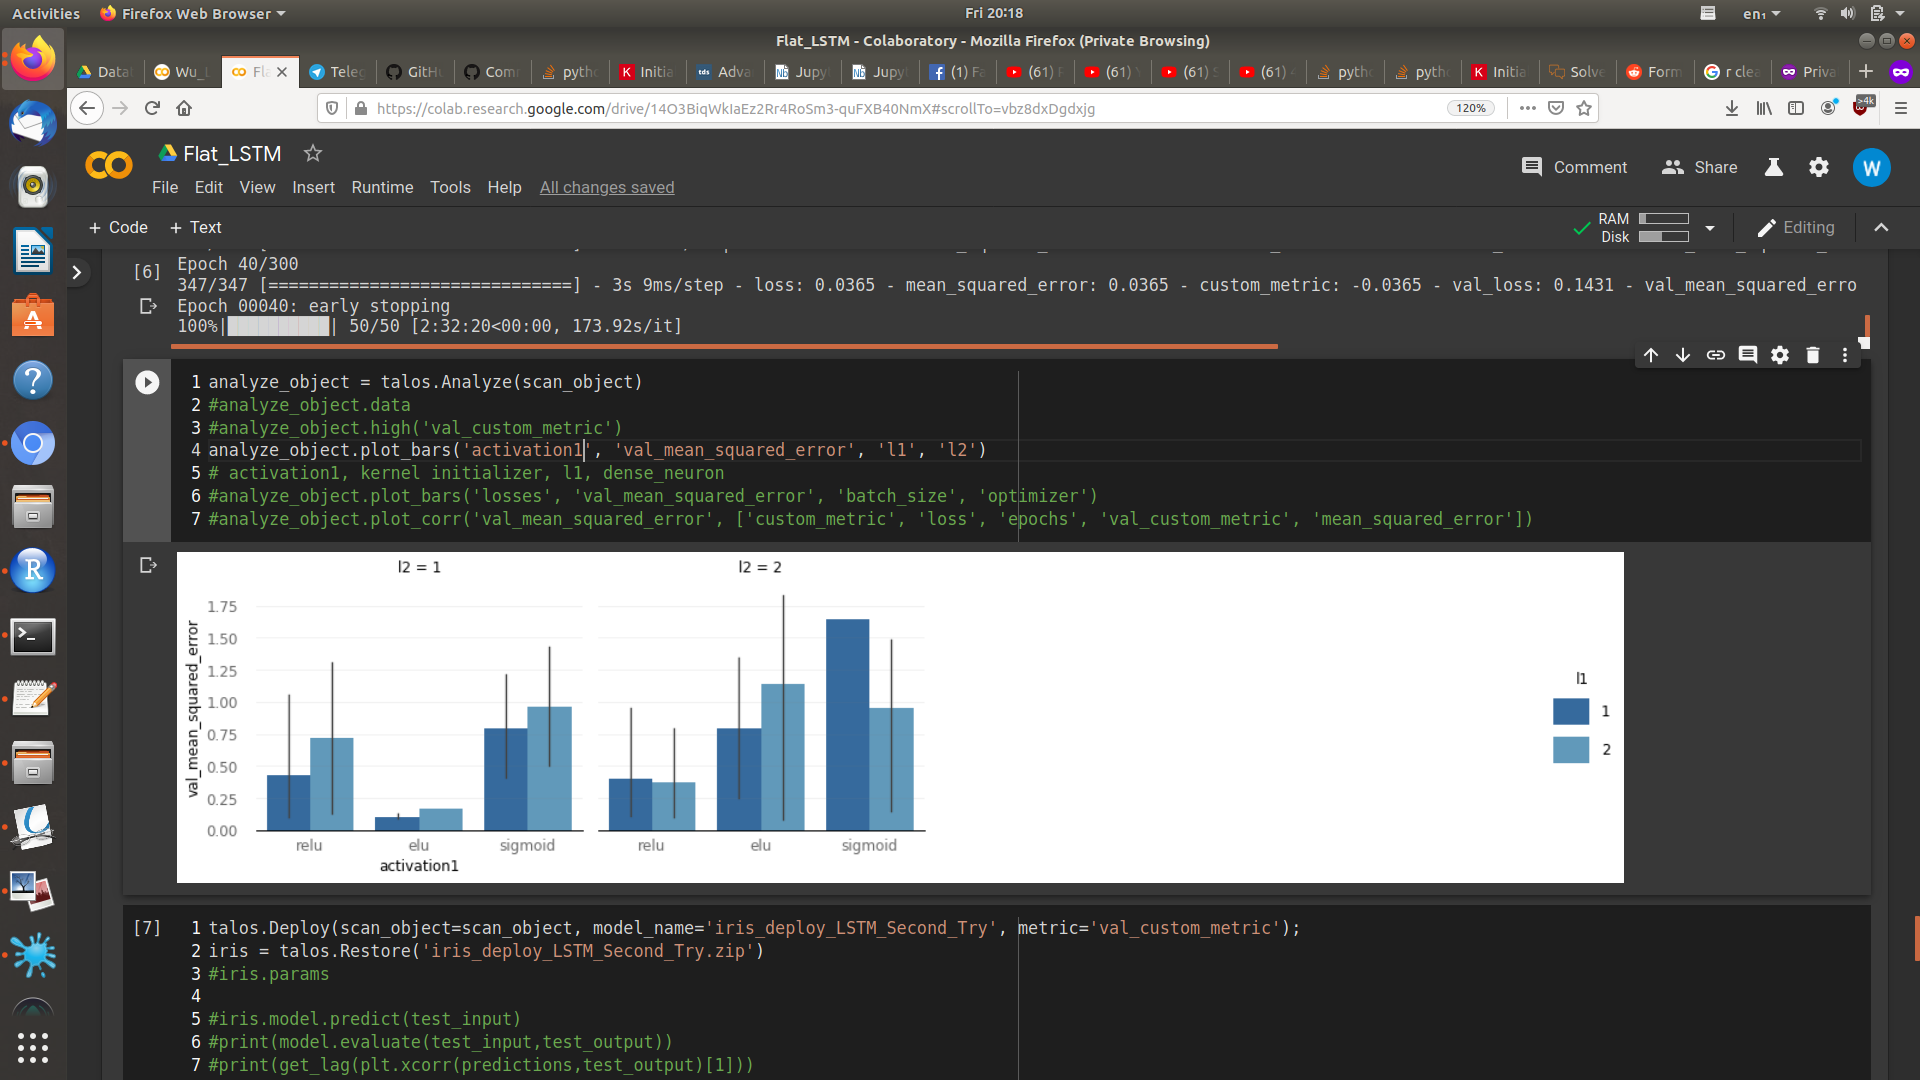 Activities
Firefox Web Browser
Fri 20:18
en₁
Flat_LSTM - Colaboratory - Mozilla Firefox (Private Browsing)
Data
Wu_L
Fla
Teleg
GitHu
Com
pytho
Initia
Adva
Jupy
Jupy
(1) Fa
(61)
(61)
(61)
(61)
pytho
pytho
Initia
Solve
Form
r clea
Priva
https://colab.research.google.com/drive/14O3BiqWkIaEz2Rr4RoSm3-quFXB40NmX#scrollTo=vbz8dxDgdxjg
120%
>4k
Flat_LSTM
Comment
Share
W
File Edit View Insert Runtime Tools Help All changes saved
+ Code + Text
RAM
Disk
Editing
[6]
Epoch 40/300
347/347 [==============================] - 3s 9ms/step - loss: 0.0365 - mean_squared_error: 0.0365 - custom_metric: -0.0365 - val_loss: 0.1431 - val_mean_squared_erro
Epoch 00040: early stopping
100%|██████████| 50/50 [2:32:20<00:00, 173.92s/it]
1 analyze_object = talos.Analyze(scan_object)
2 #analyze_object.data
3 #analyze_object.high('val_custom_metric')
4 analyze_object.plot_bars('activation1', 'val_mean_squared_error', 'l1', 'l2')
5 # activation1, kernel initializer, l1, dense_neuron
6 #analyze_object.plot_bars('losses', 'val_mean_squared_error', 'batch_size', 'optimizer')
7 #analyze_object.plot_corr('val_mean_squared_error', ['custom_metric', 'loss', 'epochs', 'val_custom_metric', 'mean_squared_error'])
l2 = 1
l2 = 2
val_mean_squared_error
1.75
1.50
1.25
1.00
0.75
0.50
0.25
0.00
relu elu sigmoid
relu elu sigmoid
activation1
l1
1
2
[7]
1 talos.Deploy(scan_object=scan_object, model_name='iris_deploy_LSTM_Second_Try', metric='val_custom_metric');
2 iris = talos.Restore('iris_deploy_LSTM_Second_Try.zip')
3 #iris.params
4
5 #iris.model.predict(test_input)
6 #print(model.evaluate(test_input,test_output))
7 #print(get_lag(plt.xcorr(predictions,test_output)[1]))